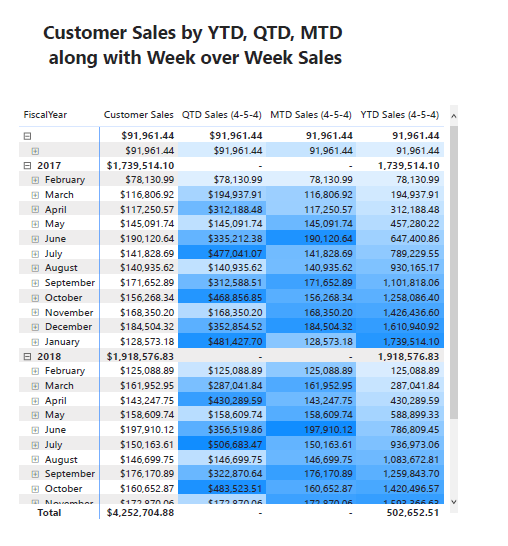 Customer Sales by YTD, QTD, MTD
along with Week over Week Sales
FiscalYear Customer Sales QTD Sales (4-5-4) MTD Sales (4-5-4) YTD Sales (4-5-4)
$91,961.44 $91,961.44 91,961.44 91,961.44
$91,961.44 $91,961.44 91,961.44 91,961.44
2017 $1,739,514.10 - - 1,739,514.10
February $78,130.99 $78,130.99 78,130.99 78,130.99
March $116,806.92 $194,937.91 116,806.92 194,937.91
April $117,250.57 $312,188.48 117,250.57 312,188.48
May $145,091.74 $145,091.74 145,091.74 457,280.22
June $190,120.64 $335,212.38 190,120.64 647,400.86
July $141,828.69 $477,041.07 141,828.69 789,229.55
August $140,935.62 $140,935.62 140,935.62 930,165.17
September $171,652.89 $312,588.51 171,652.89 1,101,818.06
October $156,268.34 $468,856.85 156,268.34 1,258,086.40
November $168,350.20 $168,350.20 168,350.20 1,426,436.60
December $184,504.32 $352,854.52 184,504.32 1,610,940.92
January $128,573.18 $481,427.70 128,573.18 1,739,514.10
2018 $1,918,576.83 - - 1,918,576.83
February $125,088.89 $125,088.89 125,088.89 125,088.89
March $161,952.95 $287,041.84 161,952.95 287,041.84
April $143,247.75 $430,289.59 143,247.75 430,289.59
May $158,609.74 $158,609.74 158,609.74 588,899.33
June $197,910.12 $356,519.86 197,910.12 786,809.45
July $150,163.61 $506,683.47 150,163.61 936,973.06
August $146,699.75 $146,699.75 146,699.75 1,083,672.81
September $176,170.89 $322,870.64 176,170.89 1,259,843.70
October $160,652.87 $483,523.51 160,652.87 1,420,496.57
November
Total $4,252,704.88 - - 502,652.51